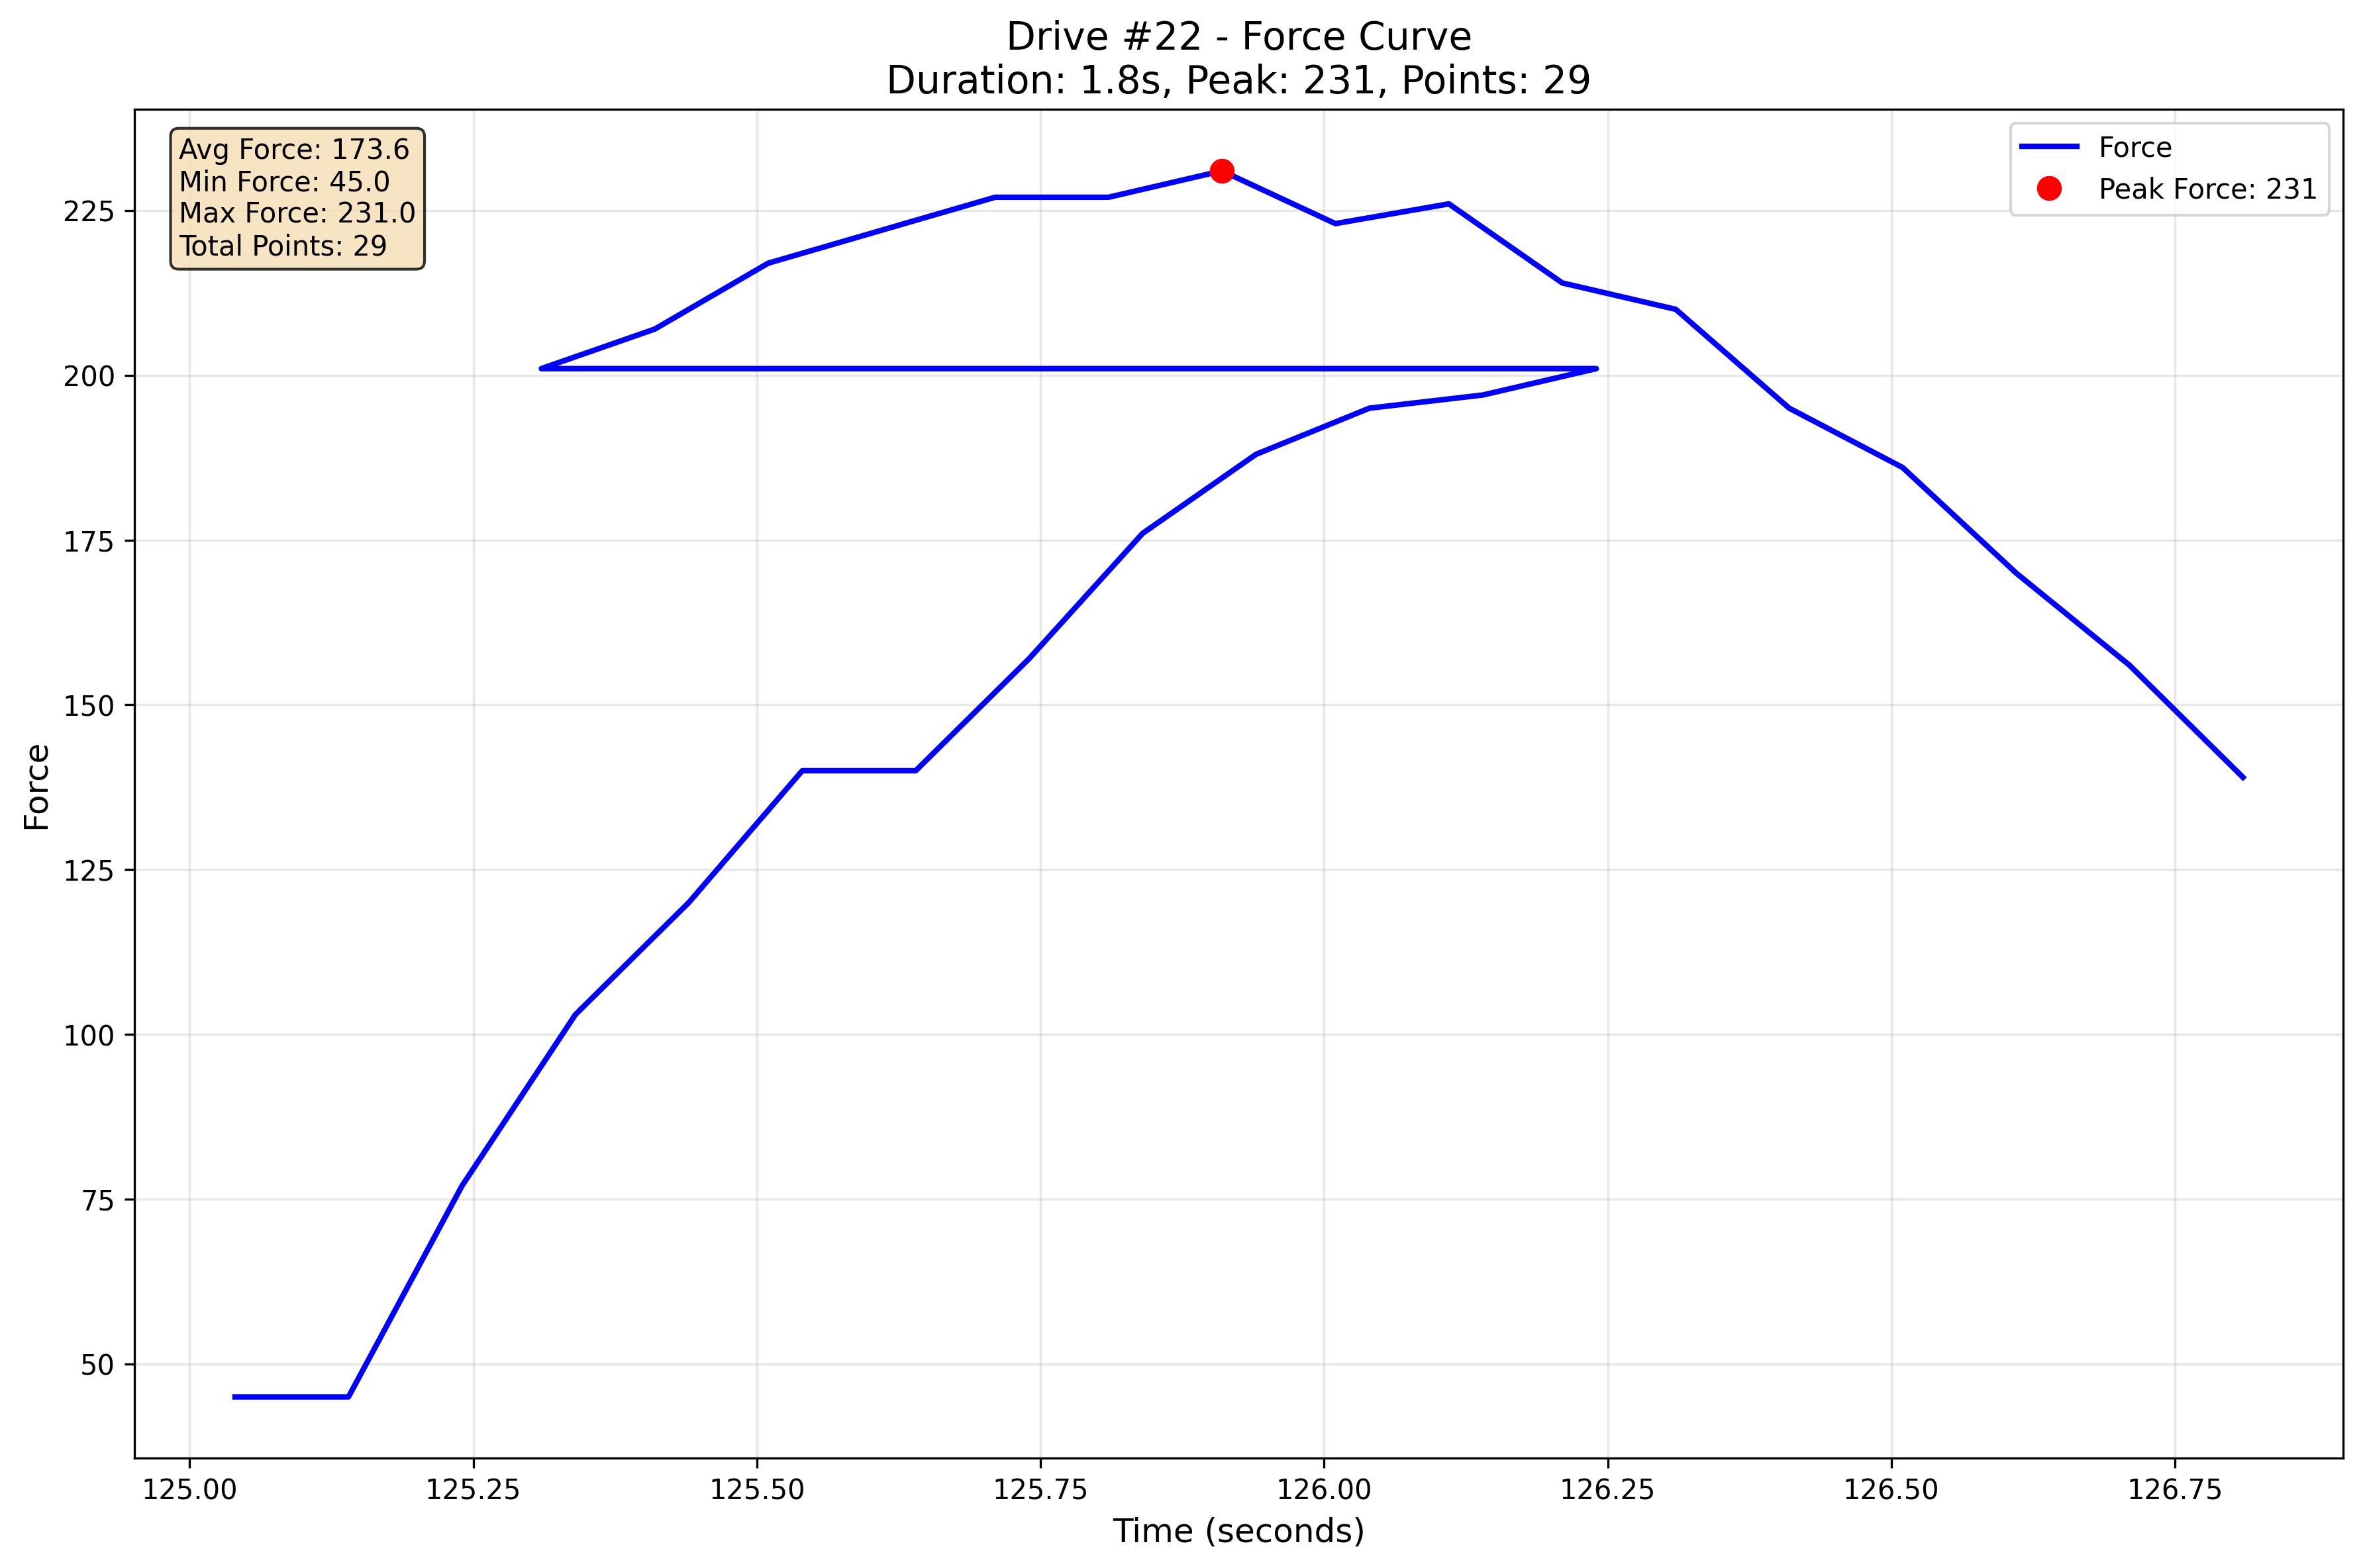 Drive #22 - Force Curve
Duration: 1.8s, Peak: 231, Points: 29
Avg Force: 173.6
Min Force: 45.0
Max Force: 231.0
Total Points: 29
Force
Peak Force: 231
225
200
175
150
125
100
75
50
Force
125.00 125.25 125.50 125.75 126.00 126.25 126.50 126.75
Time (seconds)